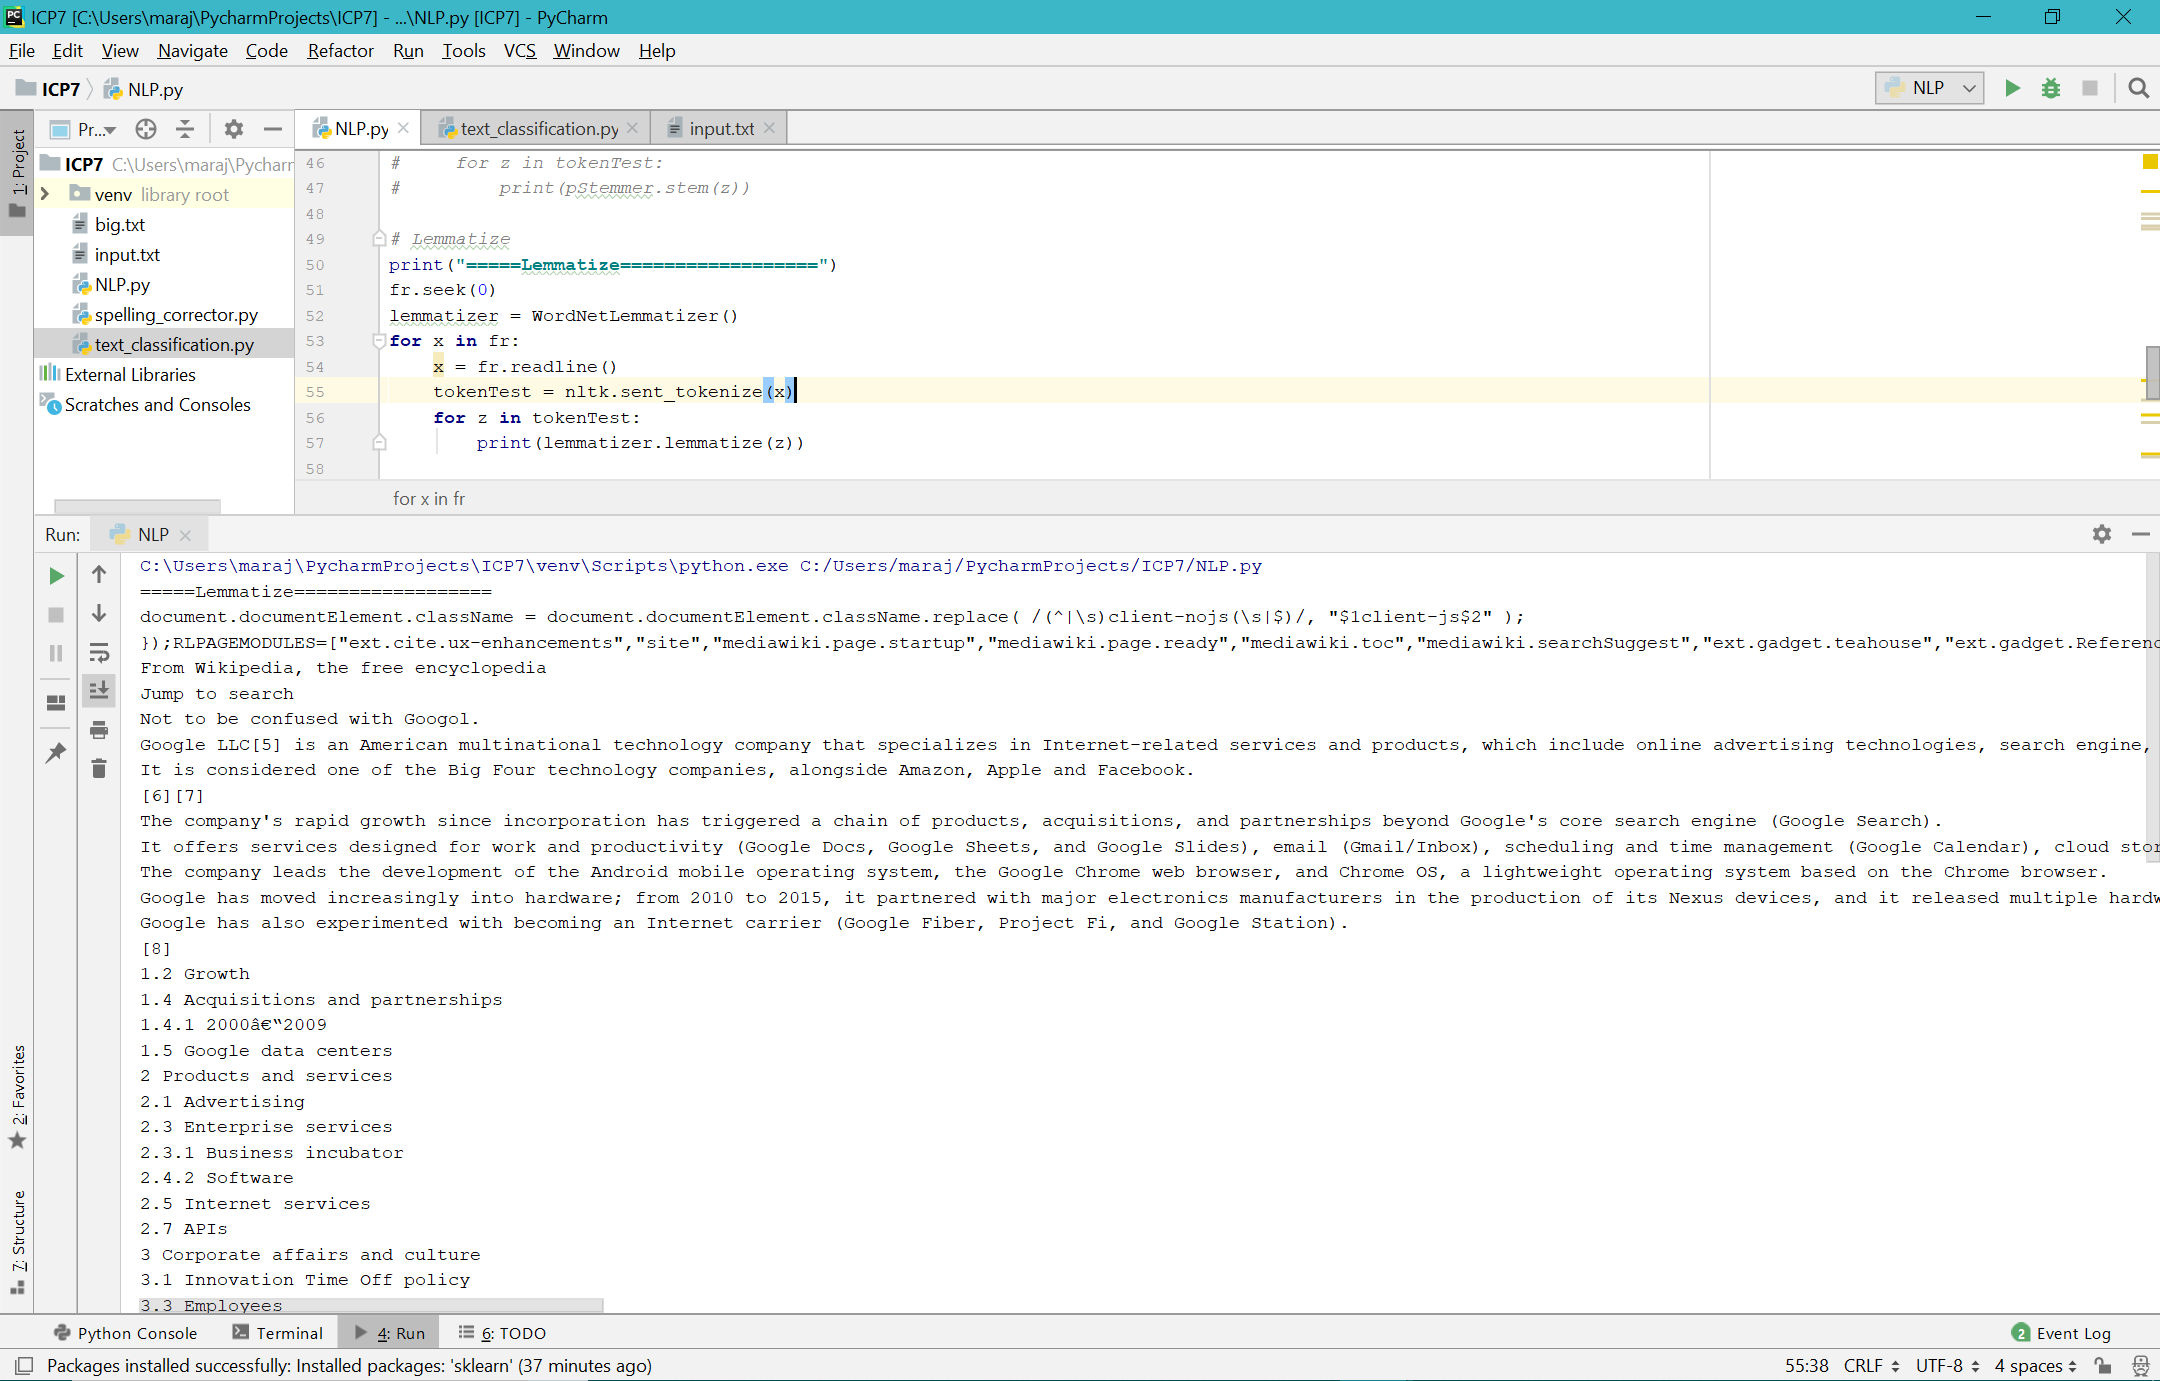 ICP7 [C:\Users\maraj\PycharmProjects\ICP7] - ...\NLP.py [ICP7] - PyCharm
File Edit View Navigate Code Refactor Run Tools VCS Window Help
ICP7 NLP.py NLP
1: Project Pr... NLP.py text_classification.py input.txt
ICP7 C:\Users\maraj\Pycharm
venv library root
big.txt
input.txt
NLP.py
spelling_corrector.py
text_classification.py
External Libraries
Scratches and Consoles
46 #     for z in tokenTest:
47 #         print(pStemmer.stem(z))
48
49 # Lemmatize
50 print("=====Lemmatize==================")
51 fr.seek(0)
52 lemmatizer = WordNetLemmatizer()
53 for x in fr:
54     x = fr.readline()
55     tokenTest = nltk.sent_tokenize(x)
56     for z in tokenTest:
57         print(lemmatizer.lemmatize(z))
58
for x in fr
Run: NLP
C:\Users\maraj\PycharmProjects\ICP7\venv\Scripts\python.exe C:/Users/maraj/PycharmProjects/ICP7/NLP.py
=====Lemmatize==================
document.documentElement.className = document.documentElement.className.replace( /(^|\s)client-nojs(\s|$)/, "$1client-js$2" );
});RLPAGEMODULES=["ext.cite.ux-enhancements","site","mediawiki.page.startup","mediawiki.page.ready","mediawiki.toc","mediawiki.searchSuggest","ext.gadget.teahouse","ext.gadget.Referenc
From Wikipedia, the free encyclopedia
Jump to search
Not to be confused with Googol.
Google LLC[5] is an American multinational technology company that specializes in Internet-related services and products, which include online advertising technologies, search engine,
It is considered one of the Big Four technology companies, alongside Amazon, Apple and Facebook.
[6][7]
The company's rapid growth since incorporation has triggered a chain of products, acquisitions, and partnerships beyond Google's core search engine (Google Search).
It offers services designed for work and productivity (Google Docs, Google Sheets, and Google Slides), email (Gmail/Inbox), scheduling and time management (Google Calendar), cloud stor
The company leads the development of the Android mobile operating system, the Google Chrome web browser, and Chrome OS, a lightweight operating system based on the Chrome browser.
Google has moved increasingly into hardware; from 2010 to 2015, it partnered with major electronics manufacturers in the production of its Nexus devices, and it released multiple hardw
Google has also experimented with becoming an Internet carrier (Google Fiber, Project Fi, and Google Station).
[8]
1.2 Growth
1.4 Acquisitions and partnerships
1.4.1 2000â€“2009
1.5 Google data centers
2 Products and services
2.1 Advertising
2.3 Enterprise services
2.3.1 Business incubator
2.4.2 Software
2.5 Internet services
2.7 APIs
3 Corporate affairs and culture
3.1 Innovation Time Off policy
3.3 Employees
2: Favorites
7: Structure
Python Console Terminal 4: Run 6: TODO 2 Event Log
Packages installed successfully: Installed packages: 'sklearn' (37 minutes ago) 55:38 CRLF UTF-8 4 spaces